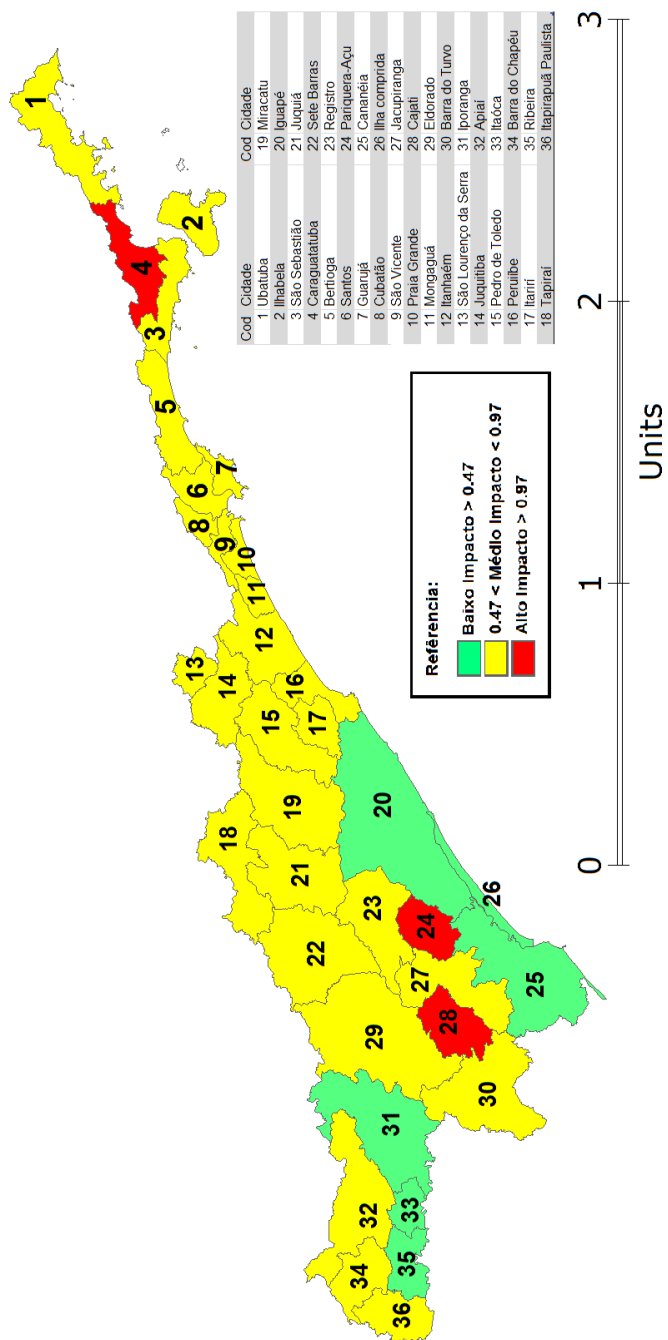 1
2
3
4
5
6
7
8
9
10
11
12
13
14
15
16
17
18
19
20
21
22
23
24
25
26
27
28
29
30
31
32
33
34
35
36
Cod Cidade Cod Cidade
1 Ubatuba 19 Miracatu
2 Ilhabela 20 Iguapé
3 São Sebastião 21 Juquiá
4 Caraguatatuba 22 Sete Barras
5 Bertioga 23 Registro
6 Santos 24 Pariquera-Açu
7 Guarujá 25 Cananéia
8 Cubatão 26 Ilha comprida
9 São Vicente 27 Jacupiranga
10 Praia Grande 28 Cajati
11 Mongaguá 29 Eldorado
12 Itanhaém 30 Barra do Turvo
13 São Lourenço da Serra 31 Iporanga
14 Juquitiba 32 Apiaí
15 Pedro de Toledo 33 Itaóca
16 Peruíbe 34 Barra do Chapéu
17 Itanrí 35 Ribeira
18 Tapiraí 36 Itapirapuã Paulista
Refêrencia:
Baixo Impacto > 0.47
0.47 < Médio Impacto < 0.97
Alto Impacto > 0.97
0 1 2 3
Units